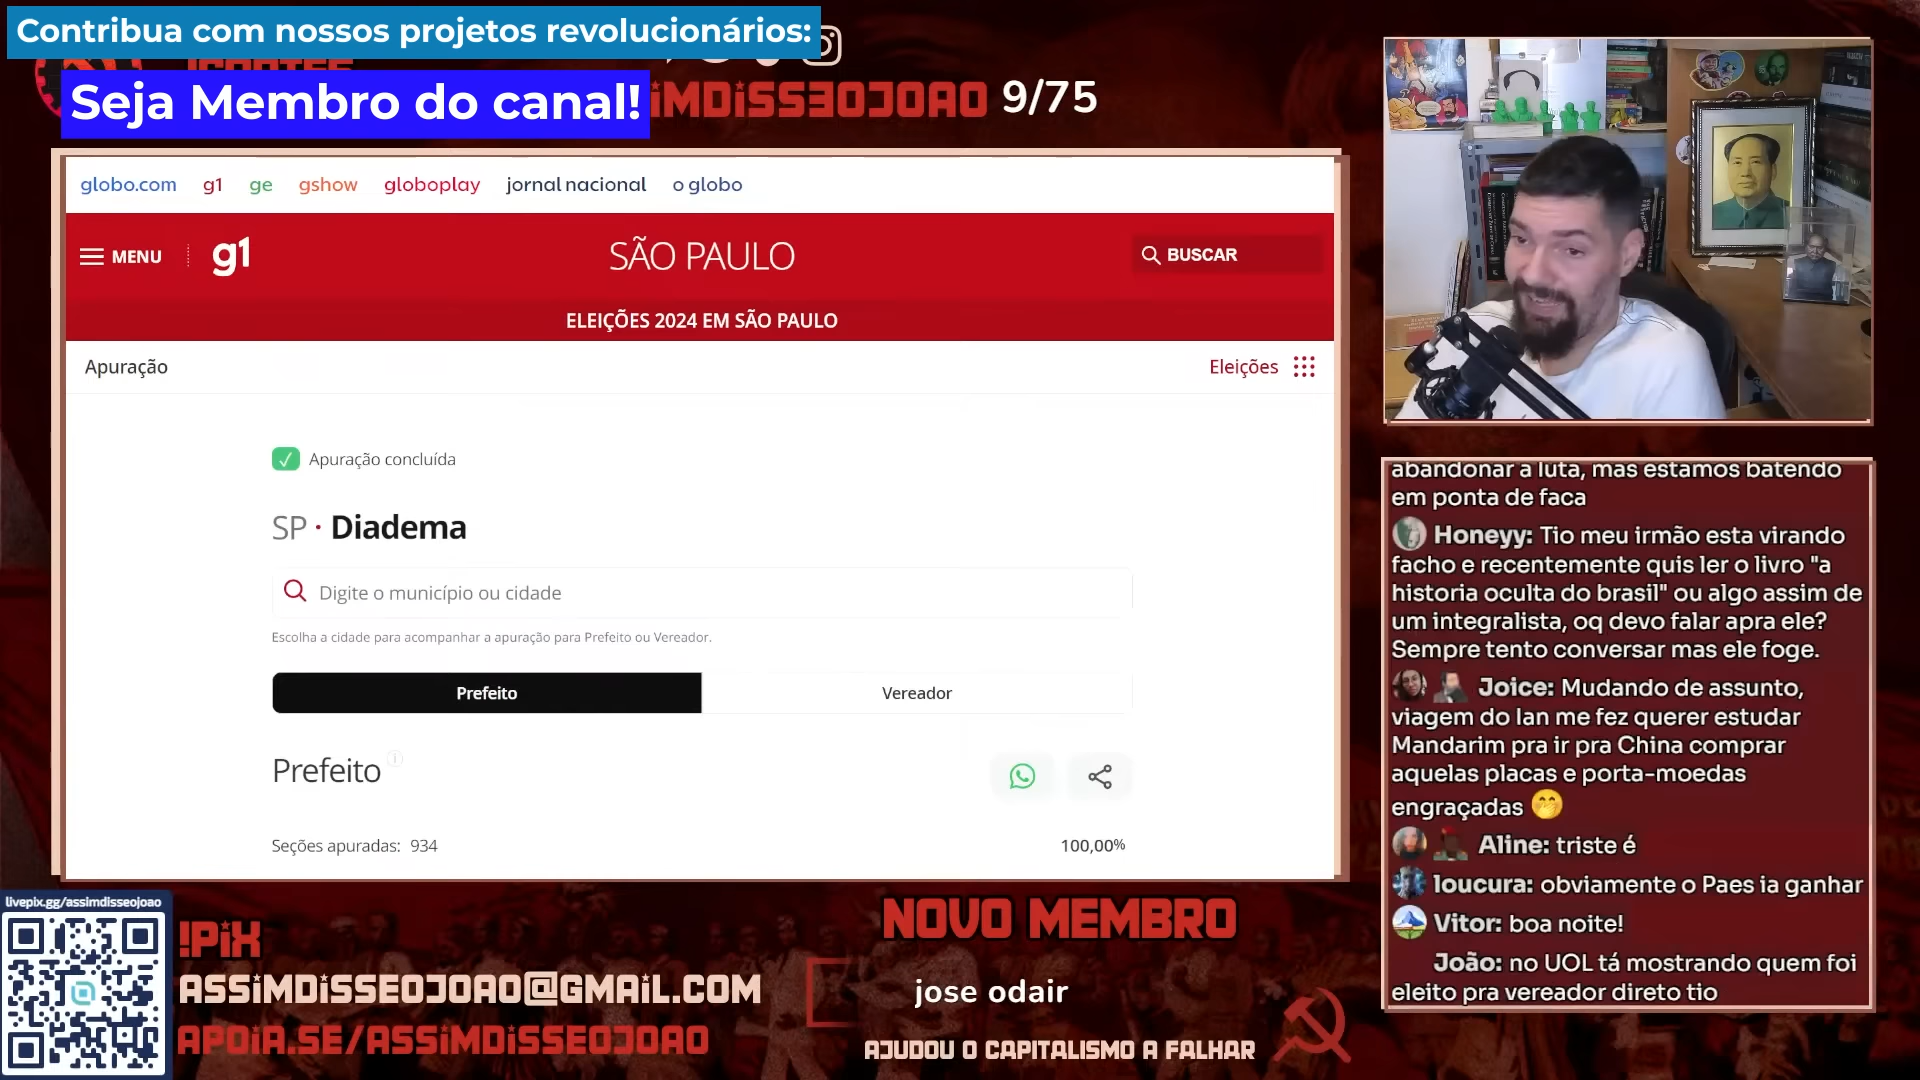 Contribua com nossos projetos revolucionários:
Seja Membro do canal!
iMDiSSEOJOAO 9/75
globo.com g1 ge gshow globoplay jornal nacional o globo
MENU g1 SÃO PAULO BUSCAR
ELEIÇÕES 2024 EM SÃO PAULO
Apuração Eleições
Apuração concluída
SP · Diadema
Digite o município ou cidade
Escolha a cidade para acompanhar a apuração para Prefeito ou Vereador.
Prefeito Vereador
Prefeito
Seções apuradas: 934 100,00%
abandonar a luta, mas estamos batendo
em ponta de faca
Honeyy: Tio meu irmão esta virando
facho e recentemente quis ler o livro "a
historia oculta do brasil" ou algo assim de
um integralista, oq devo falar apra ele?
Sempre tento conversar mas ele foge.
Joice: Mudando de assunto,
viagem do Ian me fez querer estudar
Mandarim pra ir pra China comprar
aquelas placas e porta-moedas
engraçadas 🤭
Aline: triste é
loucura: obviamente o Paes ia ganhar
Vitor: boa noite!
João: no UOL tá mostrando quem foi
eleito pra vereador direto tio
livepix.gg/assimdisseojoao
!PiX
ASSiMDiSSEOJOAO@GMAiL.COM
APOiA.SE/ASSiMDiSSEOJOAO
NOVO MEMBRO
jose odair
AJUDOU O CAPiTALiSMO A FALHAR